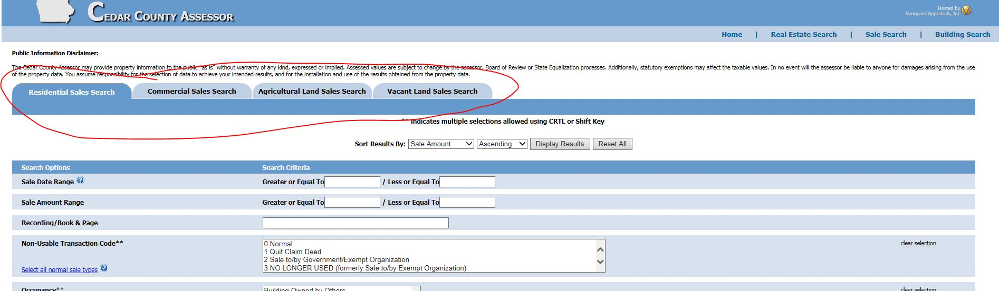 CEDAR COUNTY ASSESSOR
Hosted by
Vanguard Appraisals, Inc
Home | Real Estate Search | Sale Search | Building Search
Public Information Disclaimer:
The Cedar County Assessor may provide property information to the public "as is" without warranty of any kind, expressed or implied. Assessed values are subject to change by the assessor, Board of Review or State Equalization processes. Additionally, statutory exemptions may affect the taxable values. In no event will the assessor be liable to anyone for damages arising from the use
of the property data. You assume responsibility for the selection of data to achieve your intended results, and for the installation and use of the results obtained from the property data.
Residential Sales Search Commercial Sales Search Agricultural Land Sales Search Vacant Land Sales Search
** Indicates multiple selections allowed using CRTL or Shift Key
Sort Results By: Sale Amount Ascending Display Results Reset All
Search Options Search Criteria
Sale Date Range ? Greater or Equal To / Less or Equal To
Sale Amount Range Greater or Equal To / Less or Equal To
Recording/Book & Page
Non-Usable Transaction Code** 0 Normal clear selection
1 Quit Claim Deed
2 Sale to/by Government/Exempt Organization
Select all normal sale types ? 3 NO LONGER USED (formerly Sale to/by Exempt Organization)
Occupancy** Building Owned by Others clear selection